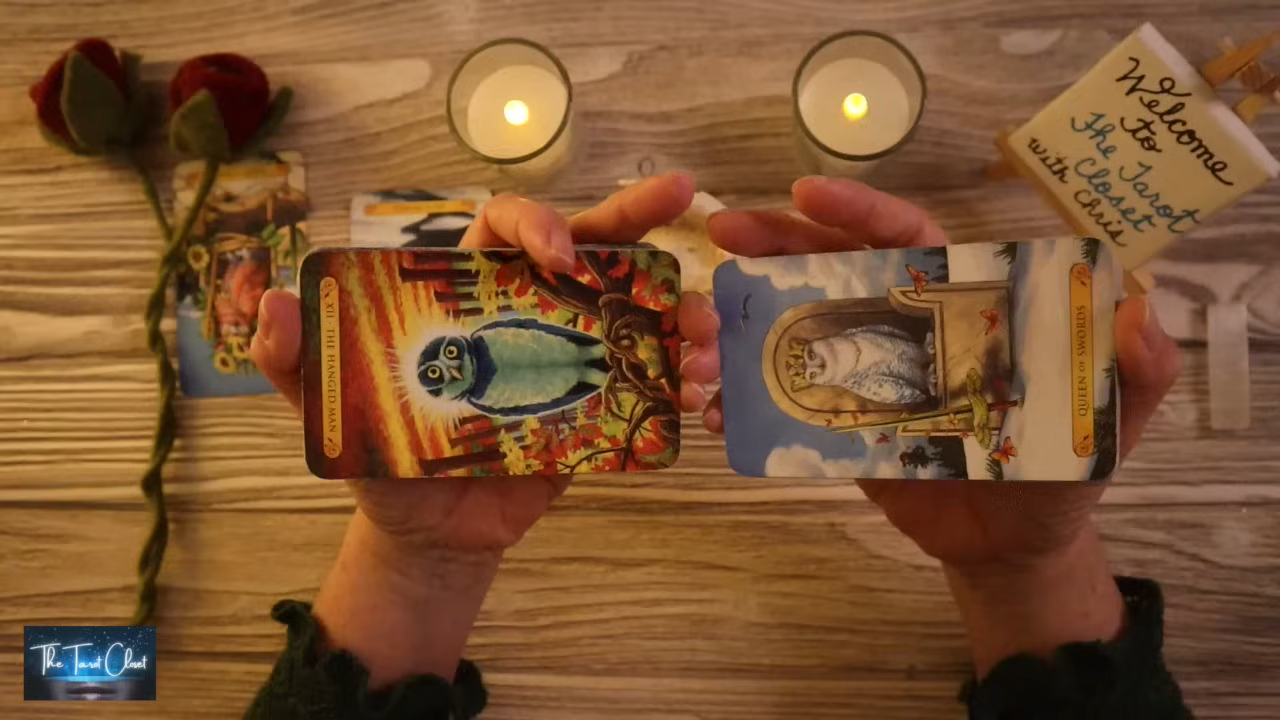 Welcome
to
The Tarot
Closet
with Chris
XII • THE HANGED MAN
QUEEN OF SWORDS
The Tarot Closet